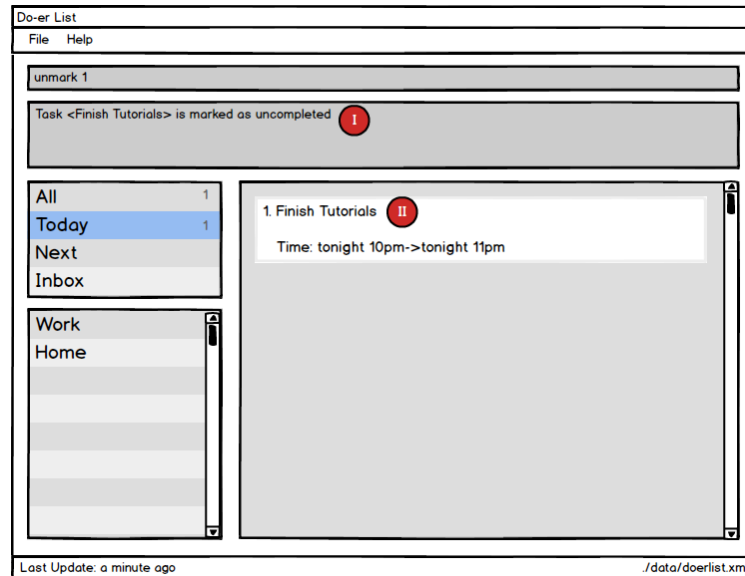 Do-er List
File Help
unmark 1
Task <Finish Tutorials> is marked as uncompleted I
All 1
Today 1
Next
Inbox
Work
Home
1. Finish Tutorials II
Time: tonight 10pm->tonight 11pm
Last Update: a minute ago
./data/doerlist.xm